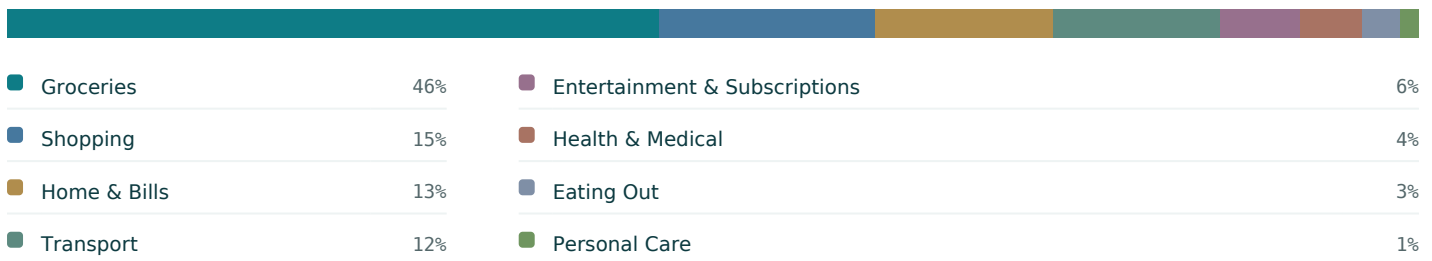 Groceries 46%
Shopping 15%
Home & Bills 13%
Transport 12%
Entertainment & Subscriptions 6%
Health & Medical 4%
Eating Out 3%
Personal Care 1%